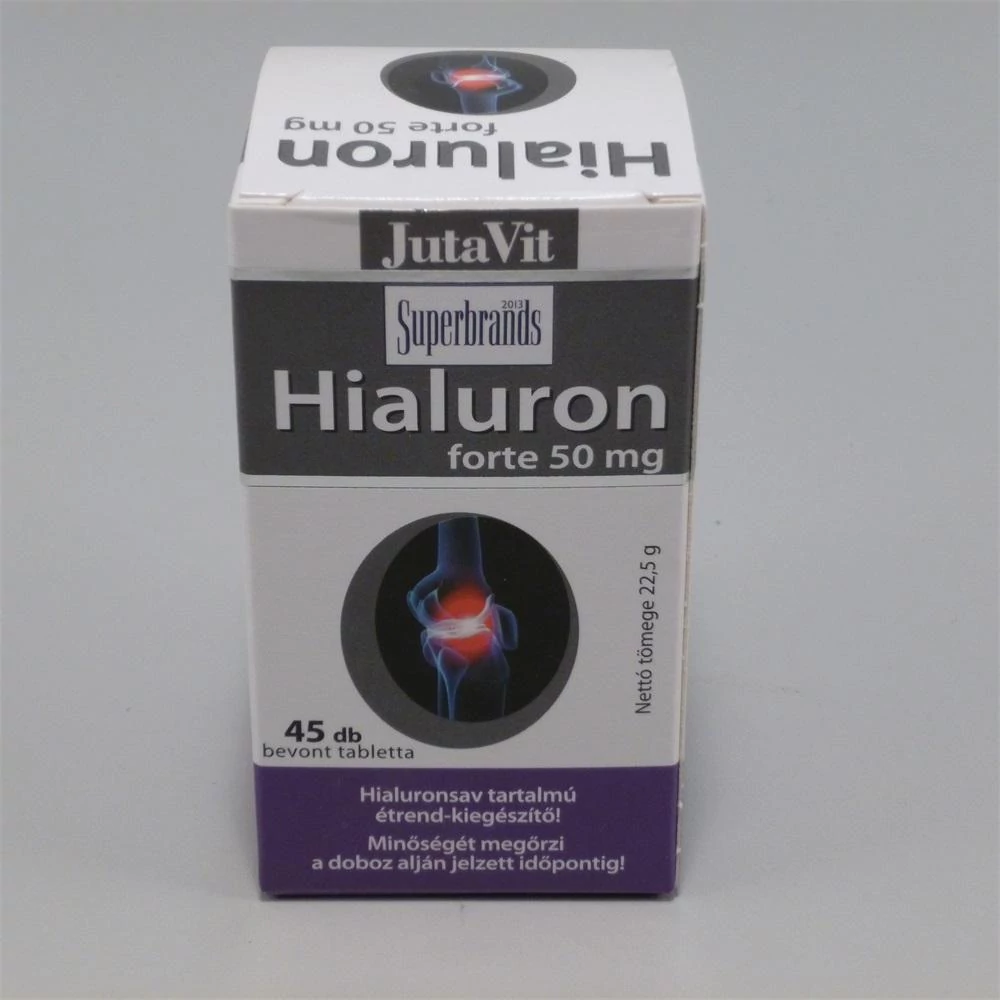 Hialuron
forte 50 mg
JutaVit
2013
Superbrands
Hialuron
forte 50 mg
Nettó tömege 22,5 g
45 db
bevont tabletta
Hialuronsav tartalmú
étrend-kiegészítő!
Minőségét megőrzi
a doboz alján jelzett időpontig!